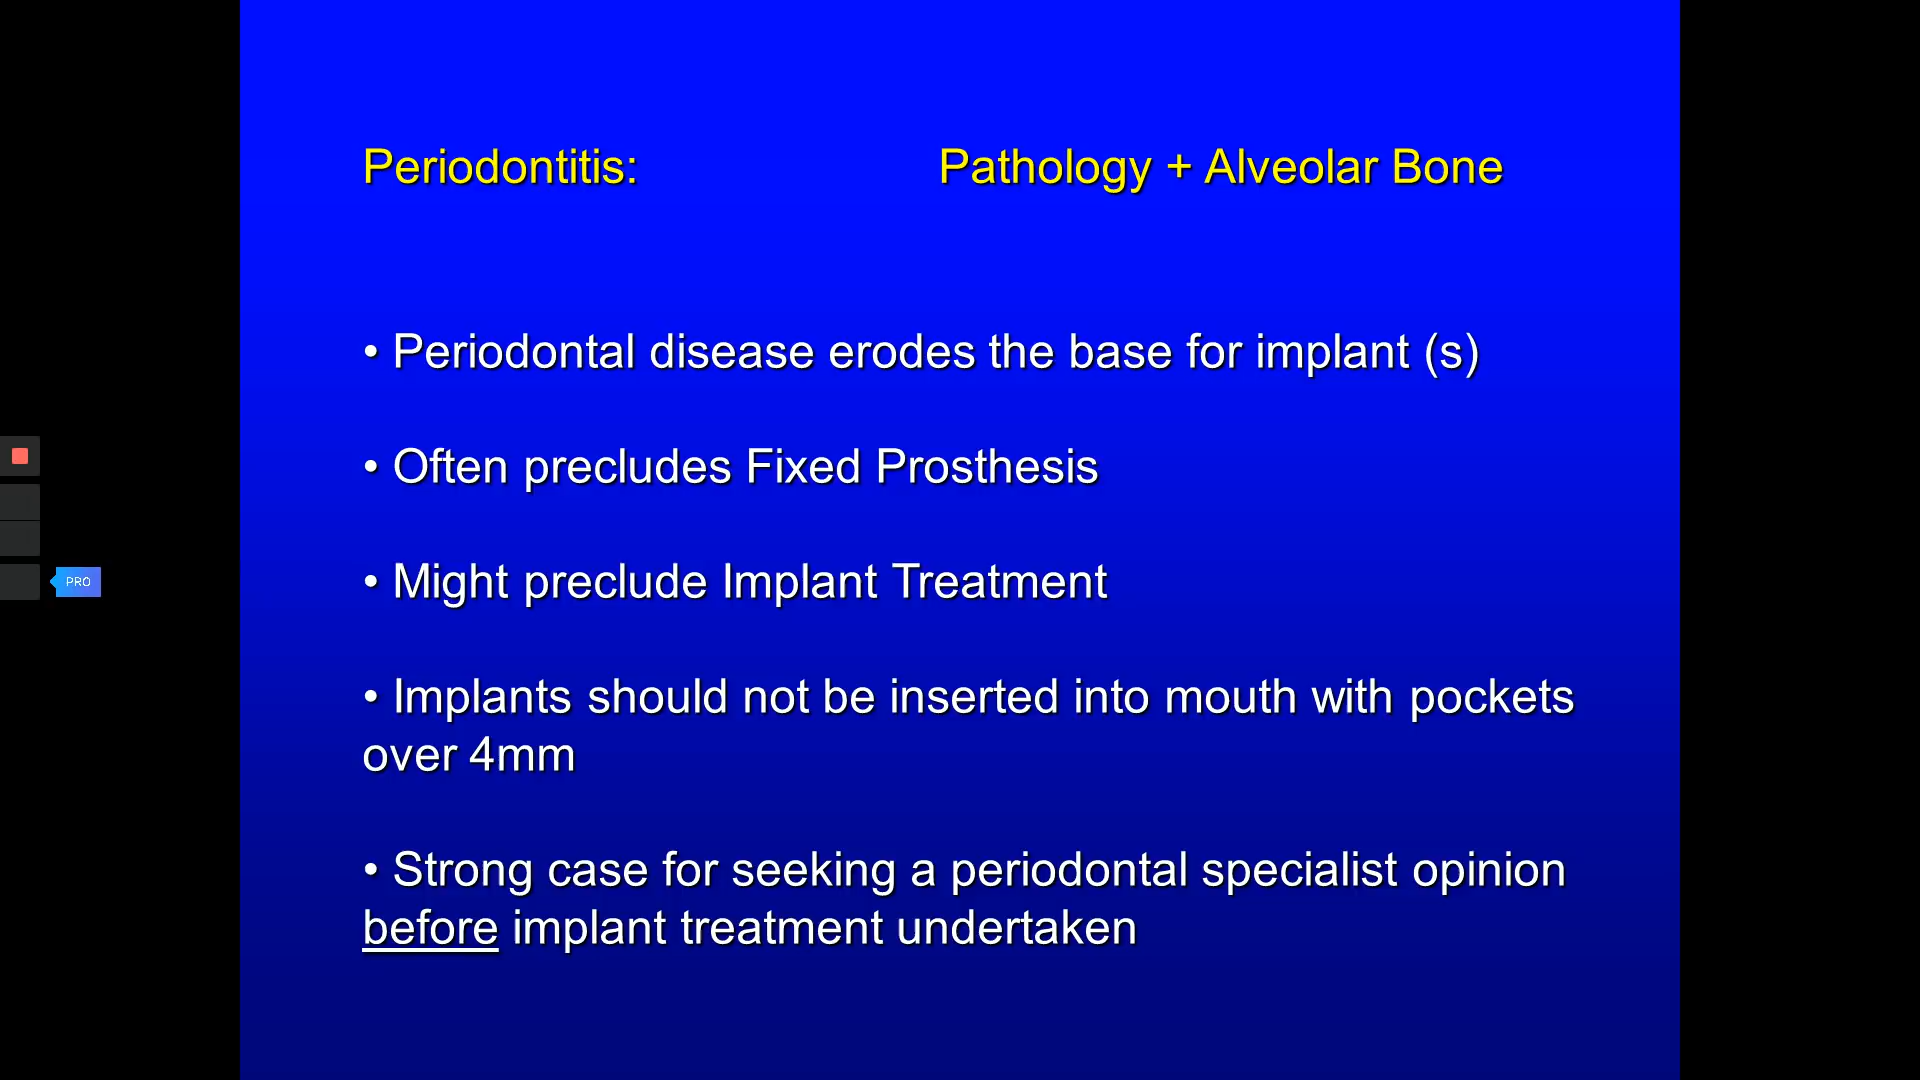 Periodontitis: Pathology + Alveolar Bone
• Periodontal disease erodes the base for implant (s)
• Often precludes Fixed Prosthesis
• Might preclude Implant Treatment
• Implants should not be inserted into mouth with pockets
over 4mm
• Strong case for seeking a periodontal specialist opinion
before implant treatment undertaken
PRO